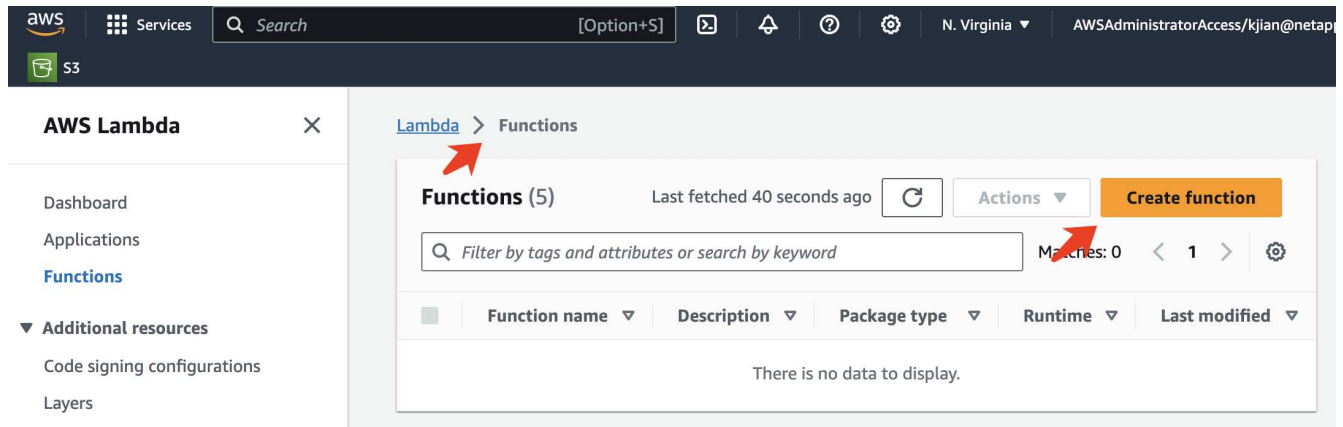 aws Services Search [Option+S] N. Virginia ▼ AWSAdministratorAccess/kjian@netapp
S3
AWS Lambda
Lambda > Functions
Functions (5) Last fetched 40 seconds ago Actions ▼ Create function
Dashboard
Applications
Functions
Filter by tags and attributes or search by keyword Matches: 0 < 1 >
▼ Additional resources
Function name Description Package type Runtime Last modified
Code signing configurations
There is no data to display.
Layers